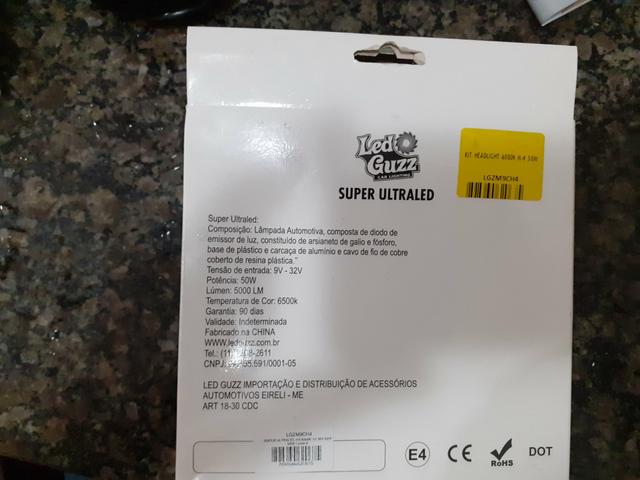 Led
Guzz
CAR LIGHTING
SUPER ULTRALED
KIT HEADLIGHT 6000K H4 50W
LGZM9CH4
Super Ultraled:
Composição: Lâmpada Automotiva, composta de diodo de
emissor de luz, constituído de arsianeto de galio e fósforo,
base de plástico e carcaça de alumínio e cavo de fio de cobre
coberto de resina plástica."
Tensão de entrada: 9V - 32V
Potência: 50W
Lúmen: 5000 LM
Temperatura de Cor: 6500k
Garantia: 90 dias
Validade: Indeterminada
Fabricado na CHINA
WWW.ledguzz.com.br
Tel.:
CNPJ:
LED GUZZ IMPORTAÇÃO E DISTRIBUIÇÃO DE ACESSÓRIOS
AUTOMOTIVOS EIRELI - ME
ART 18-30 CDC
LGZM9CH4
E4
CE
RoHS
DOT